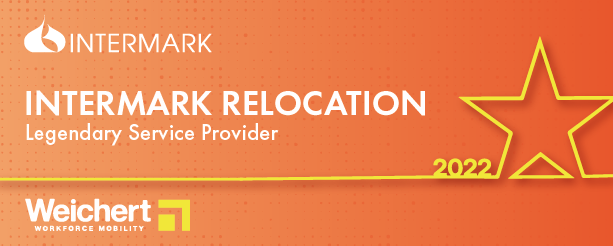 INTERMARK
INTERMARK RELOCATION
Legendary Service Provider
2022
Weichert
WORKFORCE MOBILITY